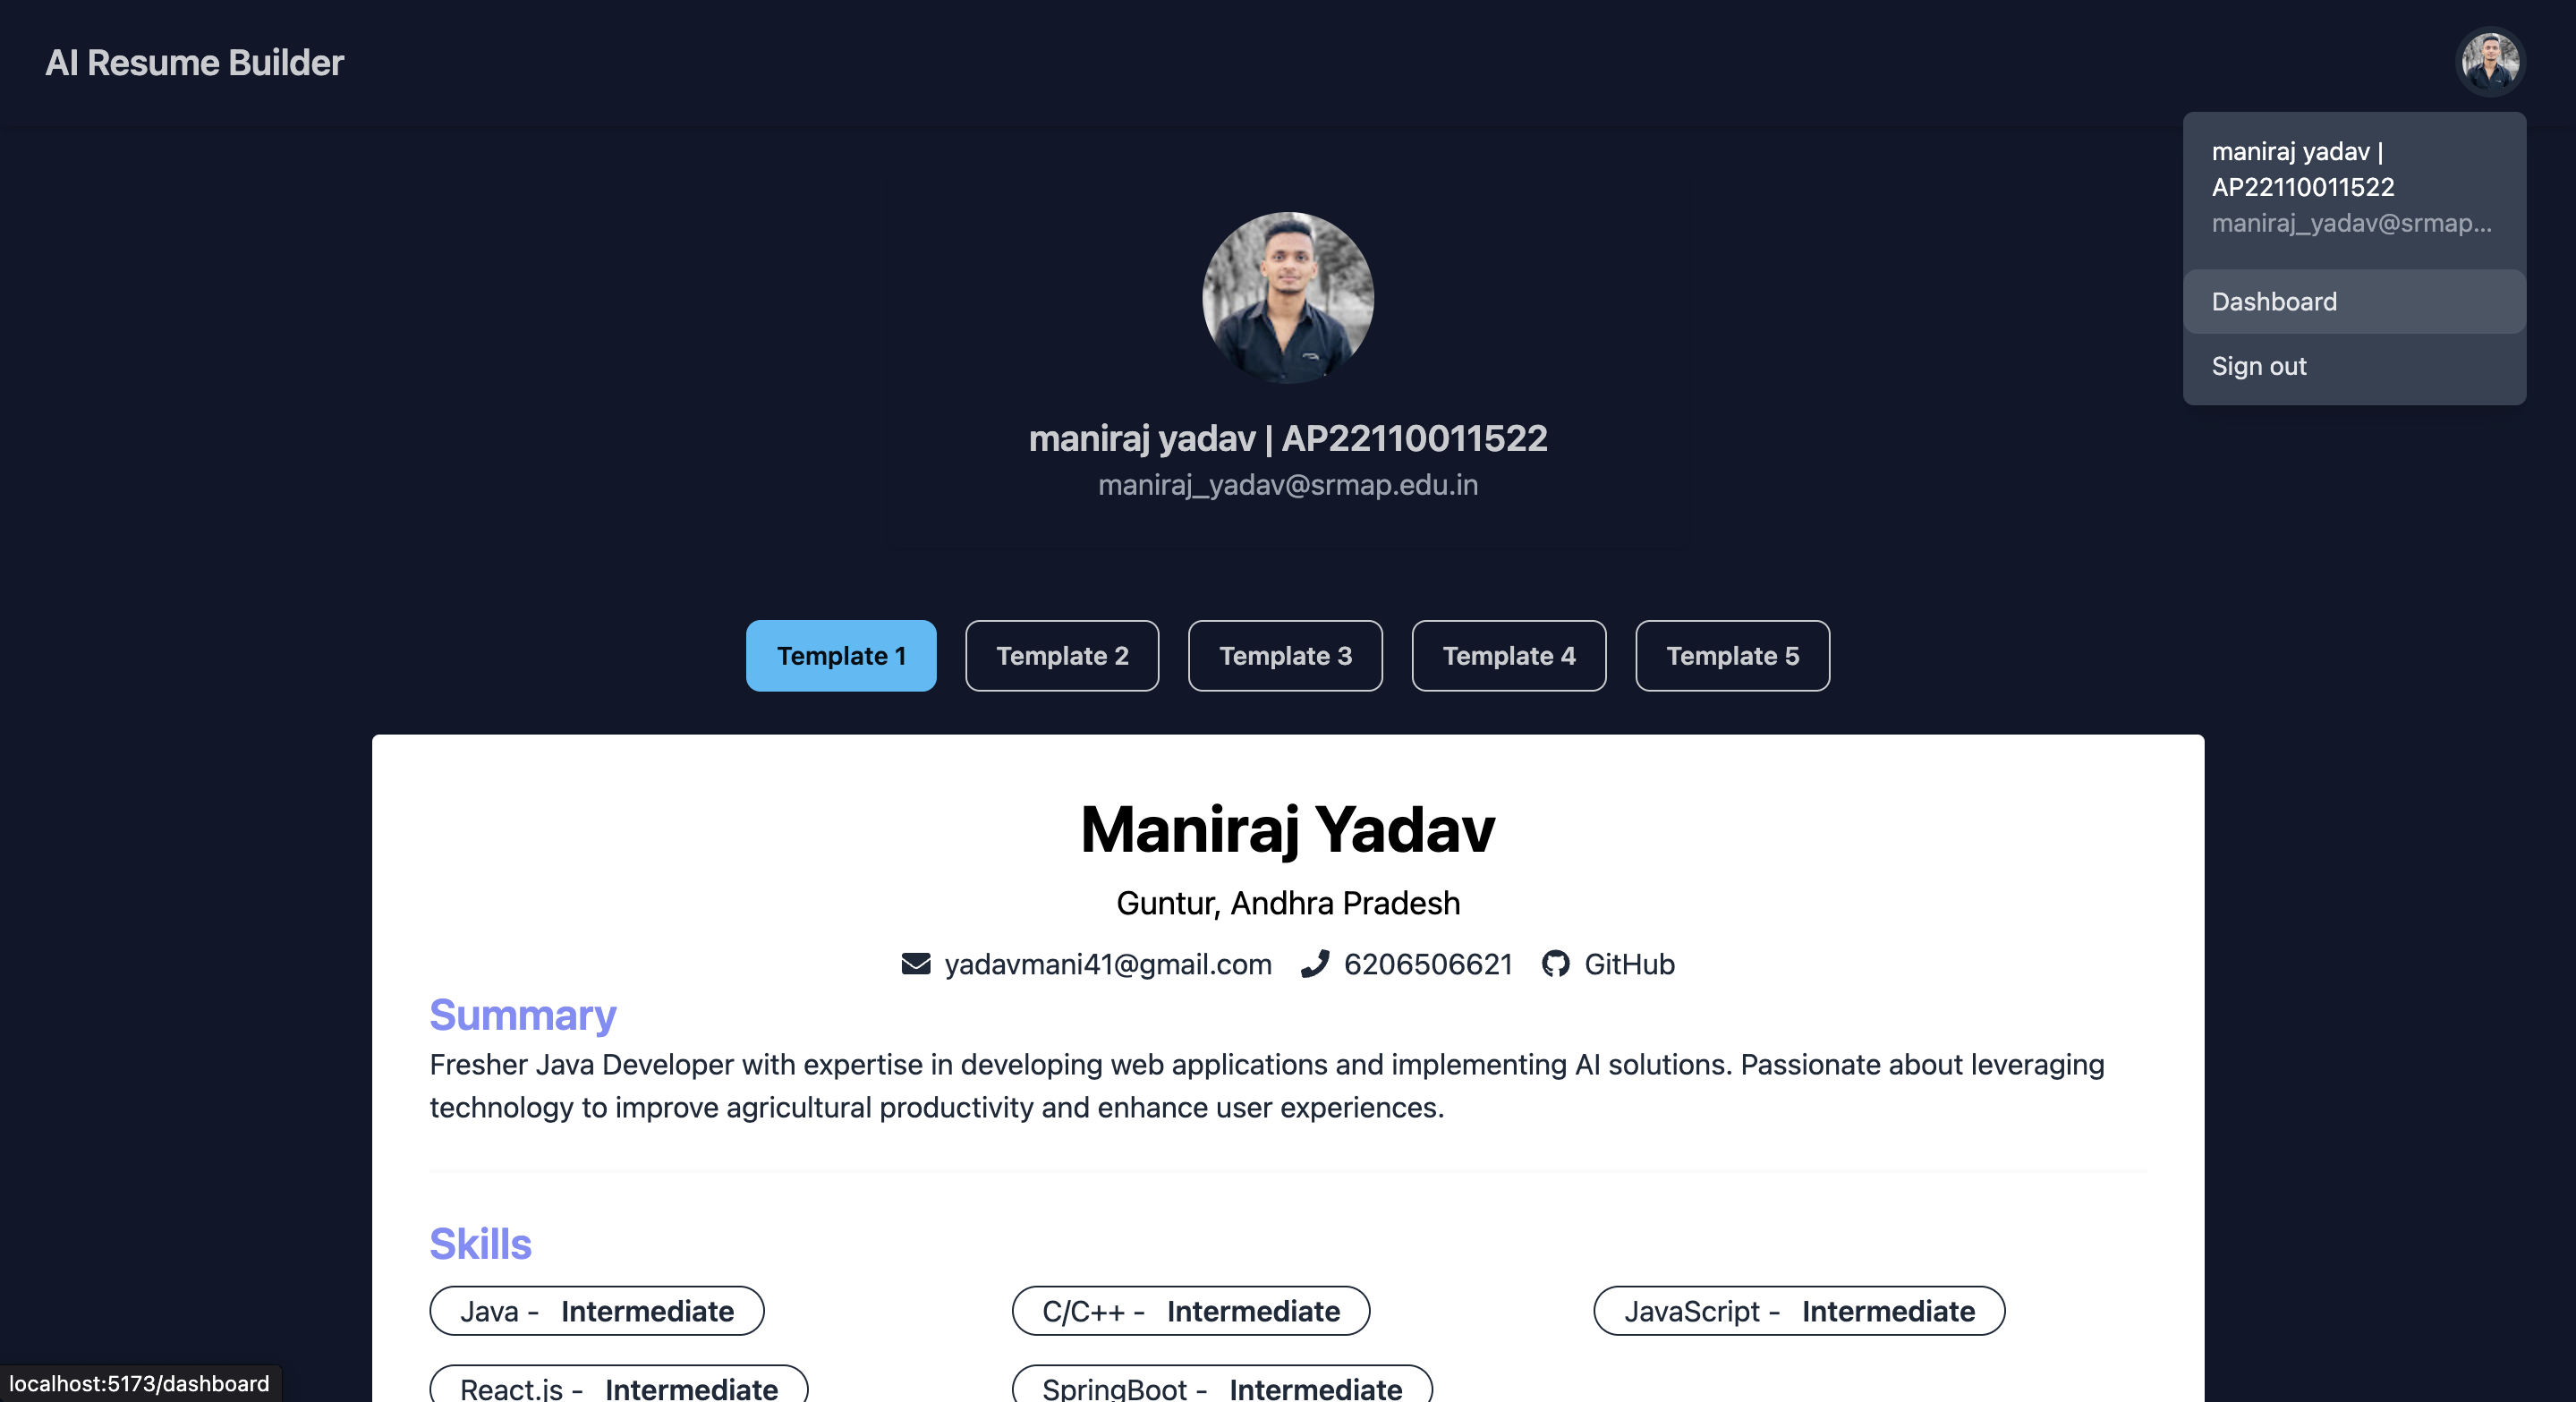 AI Resume Builder
maniraj yadav |
AP22110011522
maniraj_yadav@srmap...
Dashboard
Sign out
maniraj yadav | AP22110011522
maniraj_yadav@srmap.edu.in
Template 1
Template 2
Template 3
Template 4
Template 5
Maniraj Yadav
Guntur, Andhra Pradesh
yadavmani41@gmail.com 6206506621 GitHub
Summary
Fresher Java Developer with expertise in developing web applications and implementing AI solutions. Passionate about leveraging
technology to improve agricultural productivity and enhance user experiences.
Skills
Java - Intermediate
C/C++ - Intermediate
JavaScript - Intermediate
React.js - Intermediate
SpringBoot - Intermediate
localhost:5173/dashboard